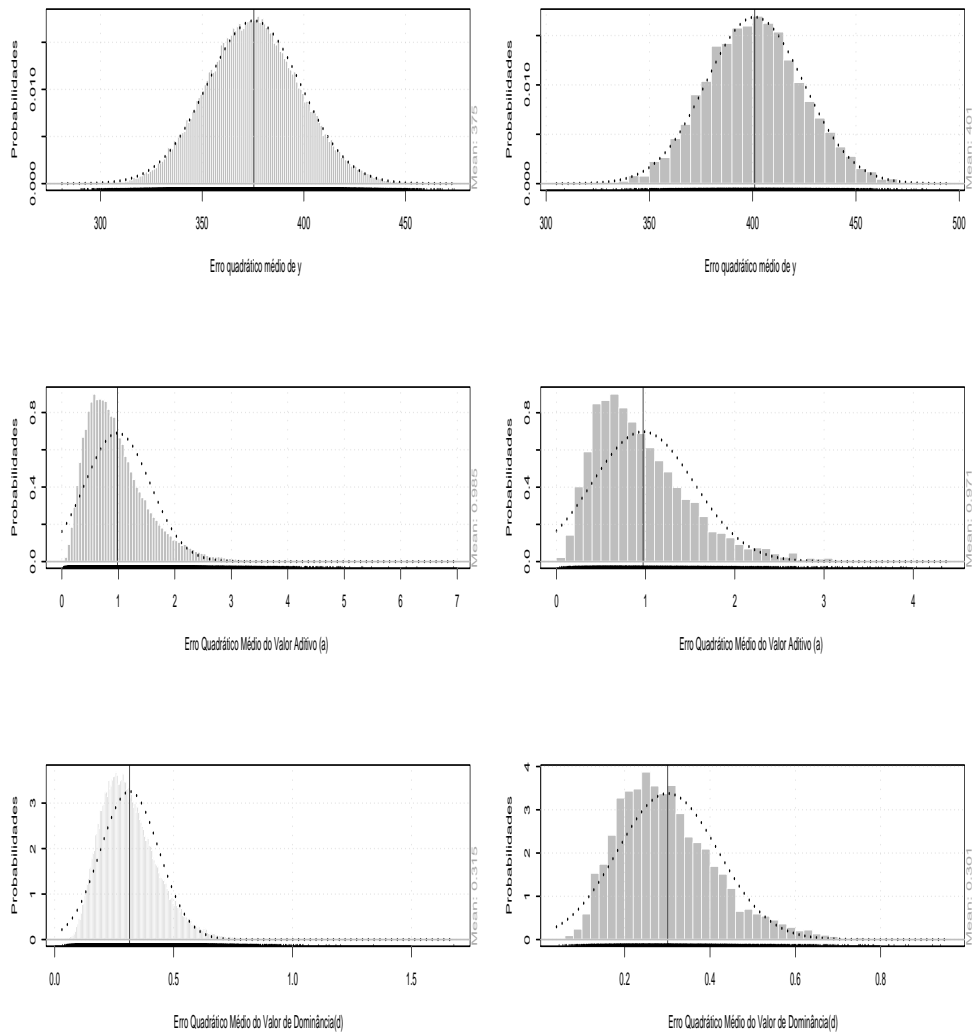 Probabilidades
0.000
0.010
300
350
400
450
Erro quadrático médio de y
Mean: 375
Probabilidades
0.000
0.010
300
350
400
450
500
Erro quadrático médio de y
Mean: 401
Probabilidades
0.0
0.4
0.8
0
1
2
3
4
5
6
7
Erro Quadrático Médio do Valor Aditivo (a)
Mean: 0.985
Probabilidades
0.0
0.4
0.8
0
1
2
3
4
Erro Quadrático Médio do Valor Aditivo (a)
Mean: 0.971
Probabilidades
0
1
2
3
0.0
0.5
1.0
1.5
Erro Quadrático Médio do Valor de Dominância(d)
Mean: 0.315
Probabilidades
0
1
2
3
4
0.2
0.4
0.6
0.8
Erro Quadrático Médio do Valor de Dominância(d)
Mean: 0.301